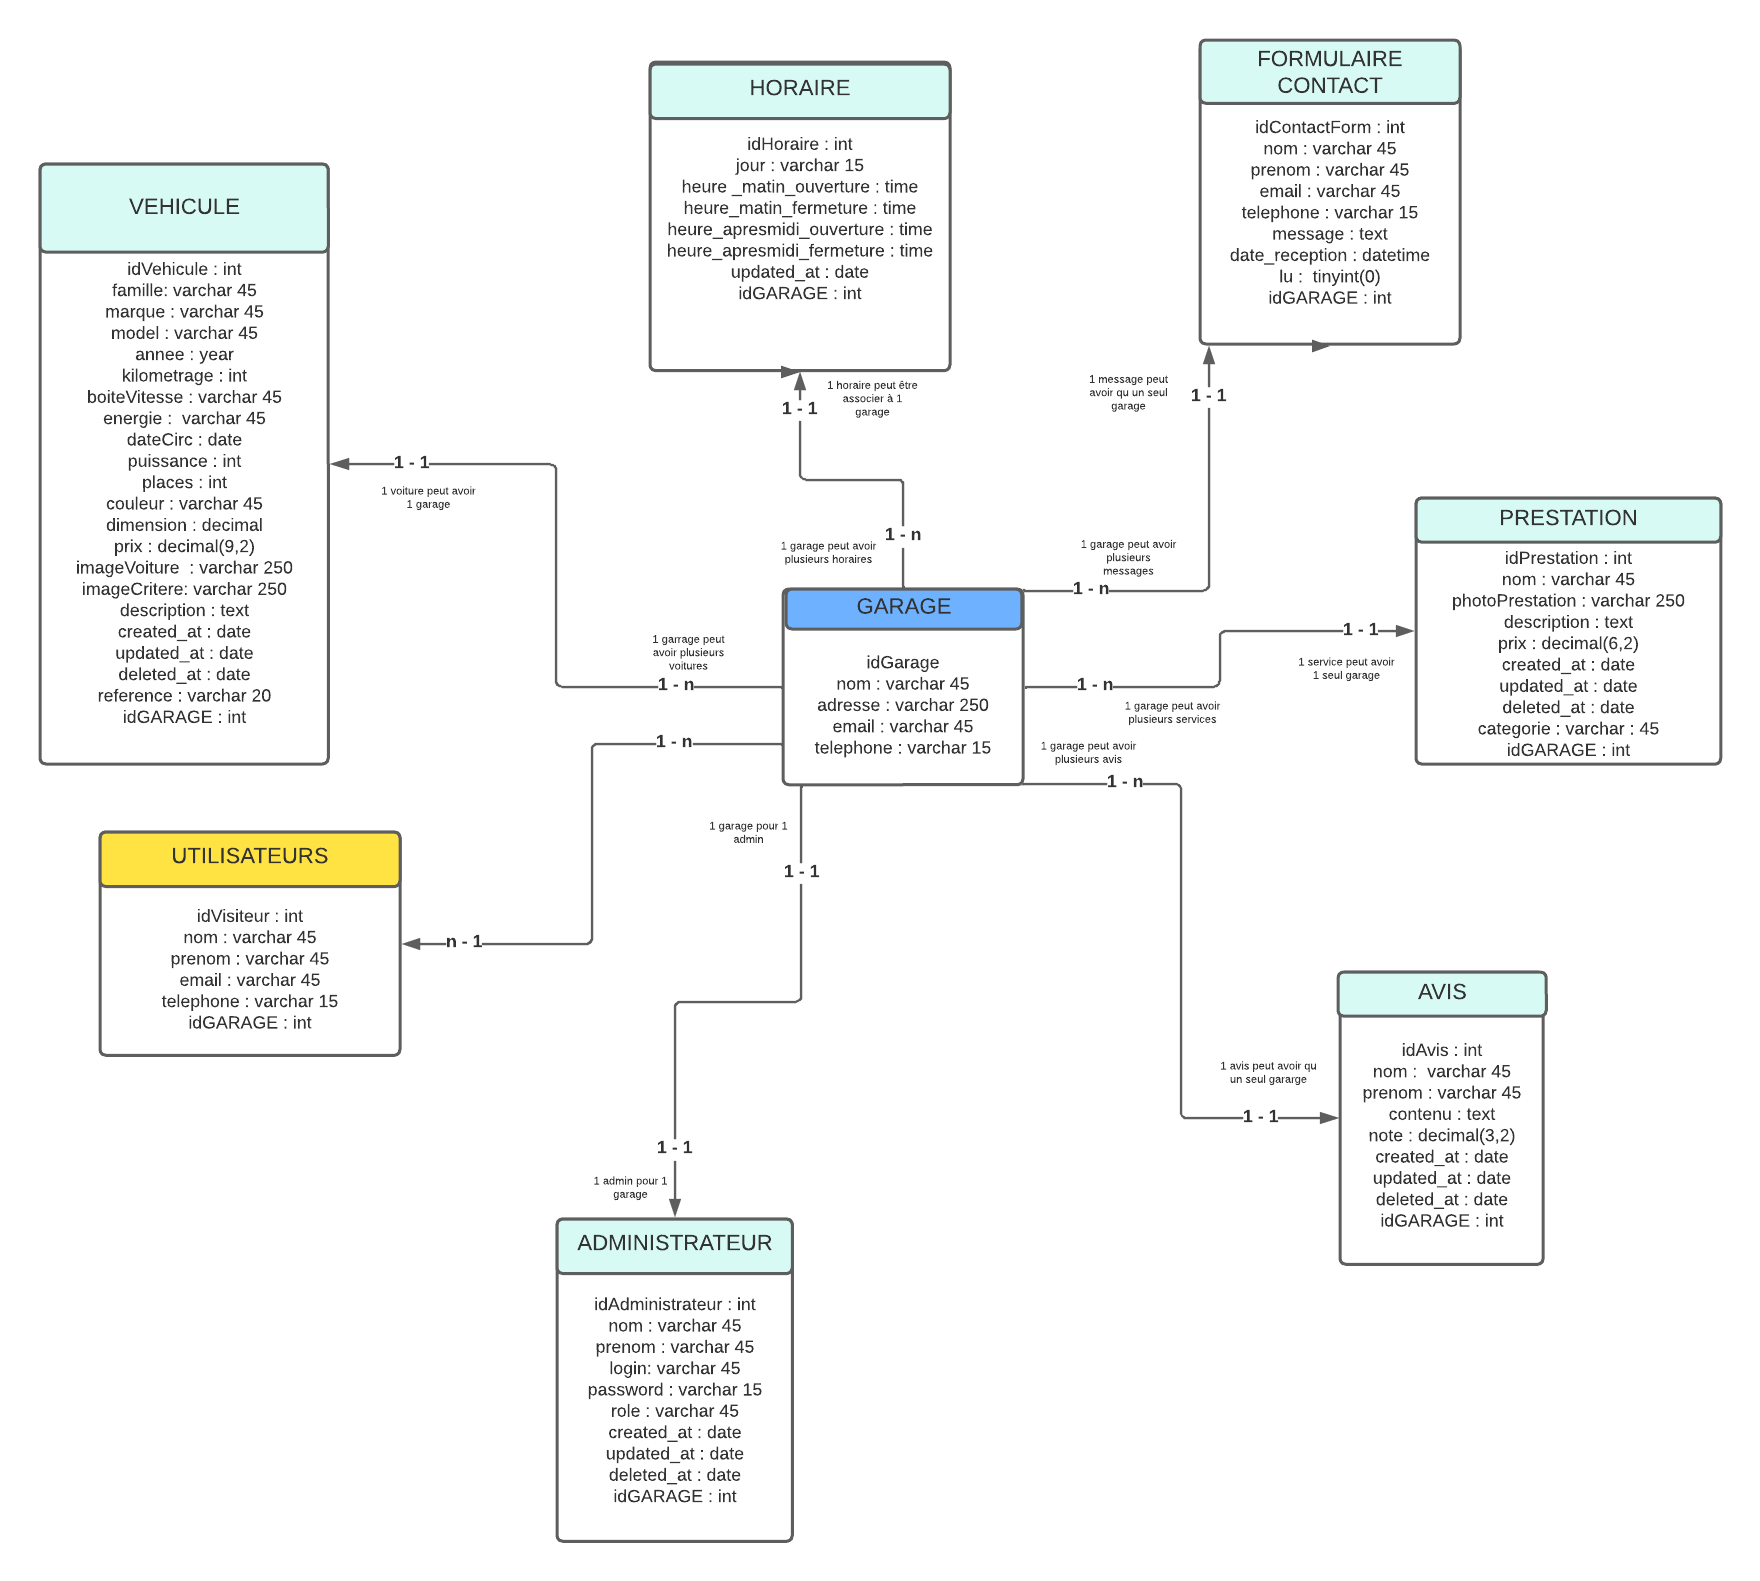 HORAIRE
idHoraire : int
jour : varchar 15
heure _matin_ouverture : time
heure_matin_fermeture : time
heure_apresmidi_ouverture : time
heure_apresmidi_fermeture : time
updated_at : date
idGARAGE : int
FORMULAIRE
CONTACT
idContactForm : int
nom : varchar 45
prenom : varchar 45
email : varchar 45
telephone : varchar 15
message : text
date_reception : datetime
lu :  tinyint(0)
idGARAGE : int
VEHICULE
idVehicule : int
famille: varchar 45
marque : varchar 45
model : varchar 45
annee : year
kilometrage : int
boiteVitesse : varchar 45
energie :  varchar 45
dateCirc : date
puissance : int
places : int
couleur : varchar 45
dimension : decimal
prix : decimal(9,2)
imageVoiture  : varchar 250
imageCritere: varchar 250
description : text
created_at : date
updated_at : date
deleted_at : date
reference : varchar 20
idGARAGE : int
1 - 1
1 horaire peut être
associer à 1
garage
1 message peut
avoir qu un seul
garage
1 - 1
1 - 1
1 voiture peut avoir
1 garage
1 - n
1 garage peut avoir
plusieurs horaires
1 garage peut avoir
plusieurs
messages
1 - n
PRESTATION
idPrestation : int
nom : varchar 45
photoPrestation : varchar 250
description : text
prix : decimal(6,2)
created_at : date
updated_at : date
deleted_at : date
categorie : varchar : 45
idGARAGE : int
GARAGE
idGarage
nom : varchar 45
adresse : varchar 250
email : varchar 45
telephone : varchar 15
1 - 1
1 service peut avoir
1 seul garage
1 garrage peut
avoir plusieurs
voitures
1 - n
1 - n
1 garage peut avoir
plusieurs services
1 - n
1 garage peut avoir
plusieurs avis
1 - n
1 garage pour 1
admin
1 - 1
UTILISATEURS
idVisiteur : int
nom : varchar 45
prenom : varchar 45
email : varchar 45
telephone : varchar 15
idGARAGE : int
n - 1
AVIS
idAvis : int
nom :  varchar 45
prenom : varchar 45
contenu : text
note : decimal(3,2)
created_at : date
updated_at : date
deleted_at : date
idGARAGE : int
1 avis peut avoir qu
un seul gararge
1 - 1
1 - 1
1 admin pour 1
garage
ADMINISTRATEUR
idAdministrateur : int
nom : varchar 45
prenom : varchar 45
login: varchar 45
password : varchar 15
role : varchar 45
created_at : date
updated_at : date
deleted_at : date
idGARAGE : int